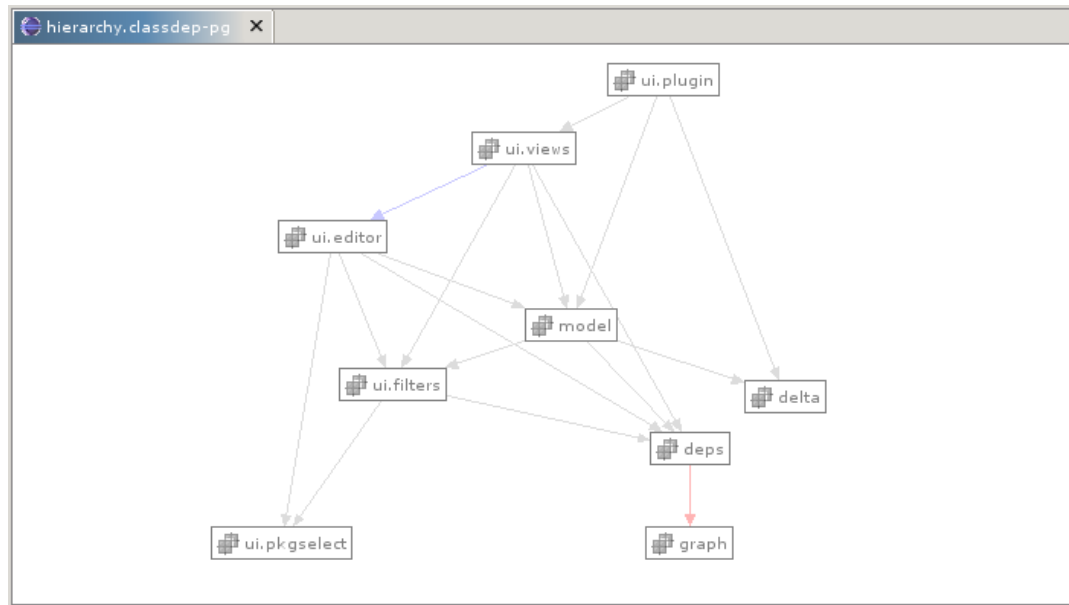 hierarchy.classdep-pg
ui.plugin
ui.views
ui.editor
model
ui.filters
delta
deps
ui.pkgselect
graph